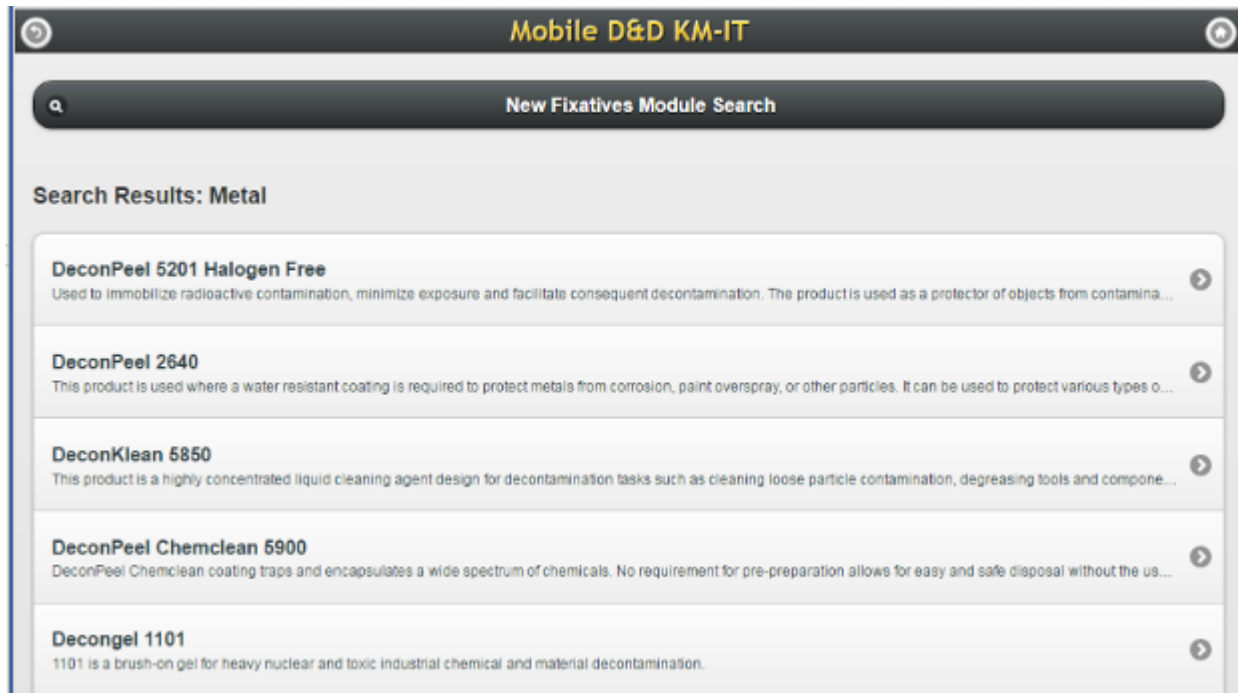 Mobile D&D KM-IT
New Fixatives Module Search
Search Results: Metal
DeconPeel 5201 Halogen Free
Used to immobilize radioactive contamination, minimize exposure and facilitate consequent decontamination. The product is used as a protector of objects from contamina...
DeconPeel 2640
This product is used where a water resistant coating is required to protect metals from corrosion, paint overspray, or other particles. It can be used to protect various types o...
DeconKlean 5850
This product is a highly concentrated liquid cleaning agent design for decontamination tasks such as cleaning loose particle contamination, degreasing tools and compone...
DeconPeel Chemclean 5900
DeconPeel Chemclean coating traps and encapsulates a wide spectrum of chemicals. No requirement for pre-preparation allows for easy and safe disposal without the us...
Decongel 1101
1101 is a brush-on gel for heavy nuclear and toxic industrial chemical and material decontamination.